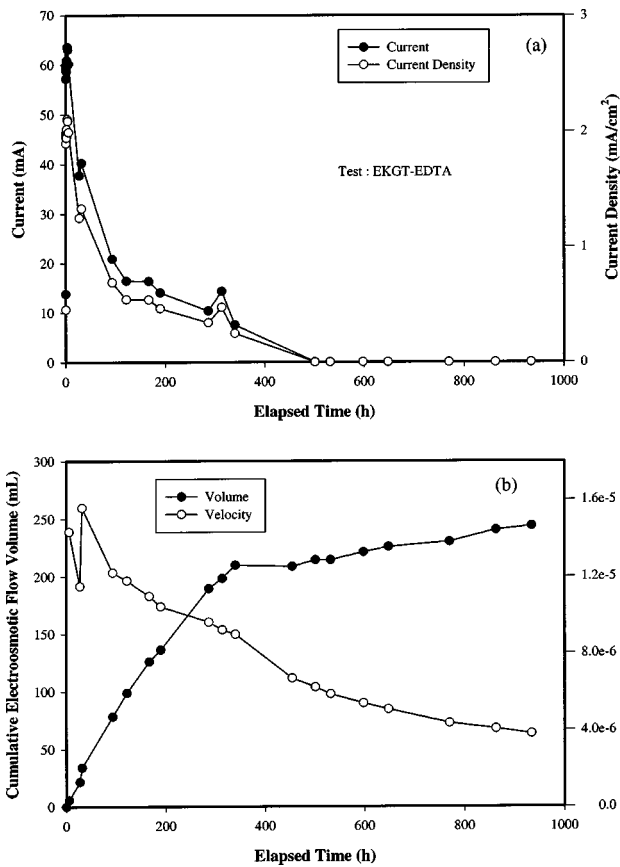 (a)
Current
Current Density
Test : EKGT-EDTA
70
60
50
40
30
20
10
0
Current (mA)
3
2
1
0
Current Density (mA/cm²)
0 200 400 600 800 1000
Elapsed Time (h)
(b)
Volume
Velocity
300
250
200
150
100
50
0
Cumulative Electroosmotic Flow Volume (mL)
1.6e-5
1.2e-5
8.0e-6
4.0e-6
0.0
0 200 400 600 800 1000
Elapsed Time (h)